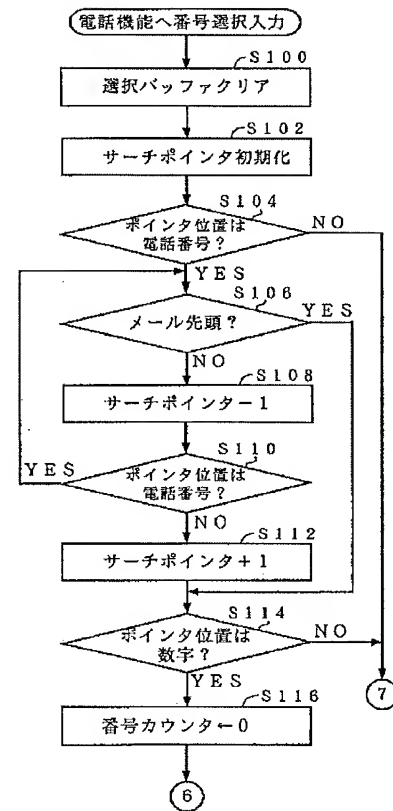 電話機能へ番号選択入力
S100
選択バッファクリア
S102
サーチポインタ初期化
S104
ポインタ位置は
電話番号?
NO
YES
S106
メール先頭?
YES
NO
S108
サーチポインタ-1
S110
YES
ポインタ位置は
電話番号?
NO
S112
サーチポインタ+1
S114
ポインタ位置は
数字?
NO
YES
7
S116
番号カウンタ←0
6